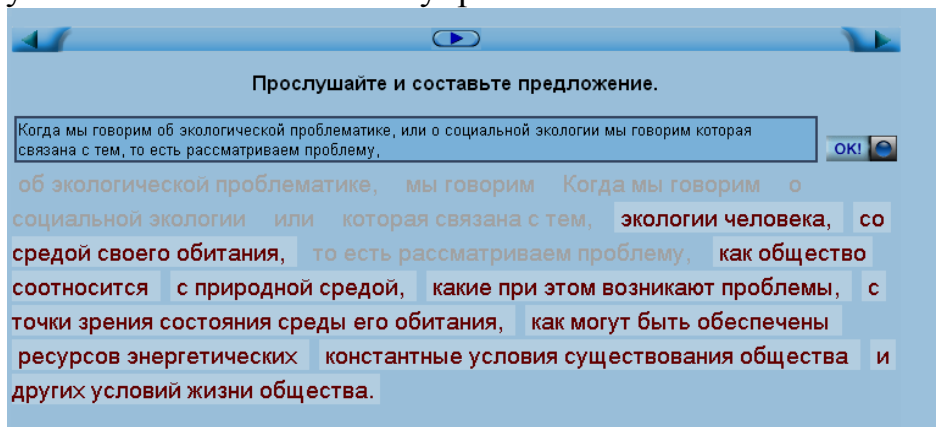 Прослушайте и составьте предложение.
Когда мы говорим об экологической проблематике, или о социальной экологии мы говорим которая
связана с тем, то есть рассматриваем проблему,
OK!
об экологической проблематике, мы говорим Когда мы говорим о
социальной экологии или которая связана с тем, экологии человека, со
средой своего обитания, то есть рассматриваем проблему, как общество
соотносится с природной средой, какие при этом возникают проблемы, с
точки зрения состояния среды его обитания, как могут быть обеспечены
ресурсов энергетических константные условия существования общества и
других условий жизни общества.